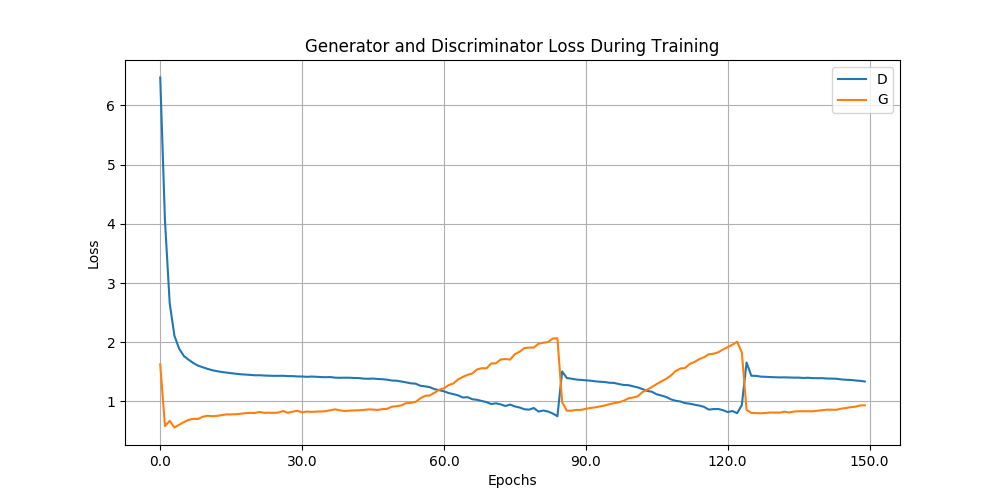 Generator and Discriminator Loss During Training
D
G
6
5
4
3
2
1
Loss
0.0 30.0 60.0 90.0 120.0 150.0
Epochs